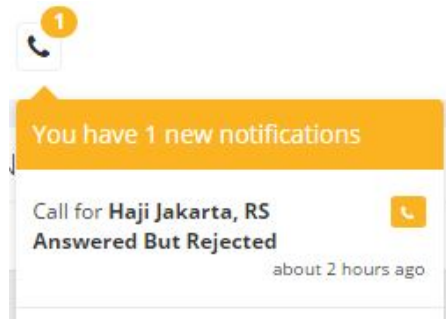 1
You have 1 new notifications
Call for Haji Jakarta, RS
Answered But Rejected
about 2 hours ago